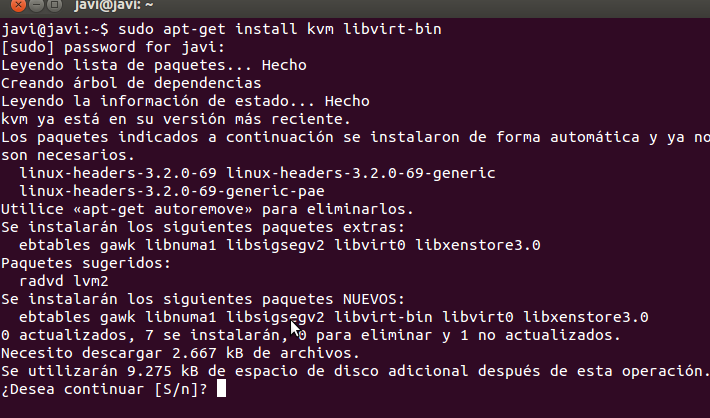 javi@javi: ~
javi@javi:~$ sudo apt-get install kvm libvirt-bin
[sudo] password for javi:
Leyendo lista de paquetes... Hecho
Creando árbol de dependencias
Leyendo la información de estado... Hecho
kvm ya está en su versión más reciente.
Los paquetes indicados a continuación se instalaron de forma automática y ya no
son necesarios.
linux-headers-3.2.0-69 linux-headers-3.2.0-69-generic
linux-headers-3.2.0-69-generic-pae
Utilice «apt-get autoremove» para eliminarlos.
Se instalarán los siguientes paquetes extras:
ebtables gawk libnuma1 libsigsegv2 libvirt0 libxenstore3.0
Paquetes sugeridos:
radvd lvm2
Se instalarán los siguientes paquetes NUEVOS:
ebtables gawk libnuma1 libsigsegv2 libvirt-bin libvirt0 libxenstore3.0
0 actualizados, 7 se instalarán, 0 para eliminar y 1 no actualizados.
Necesito descargar 2.667 kB de archivos.
Se utilizarán 9.275 kB de espacio de disco adicional después de esta operación.
¿Desea continuar [S/n]?